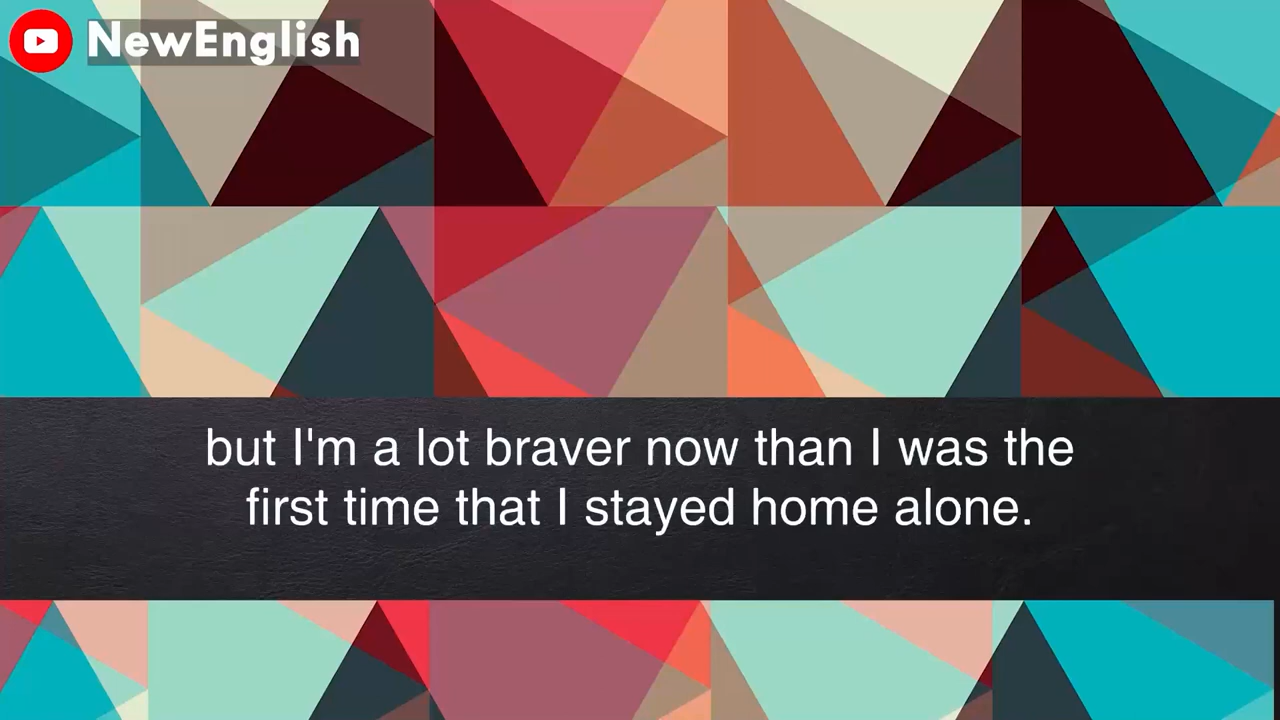 NewEnglish
but I'm a lot braver now than I was the
first time that I stayed home alone.